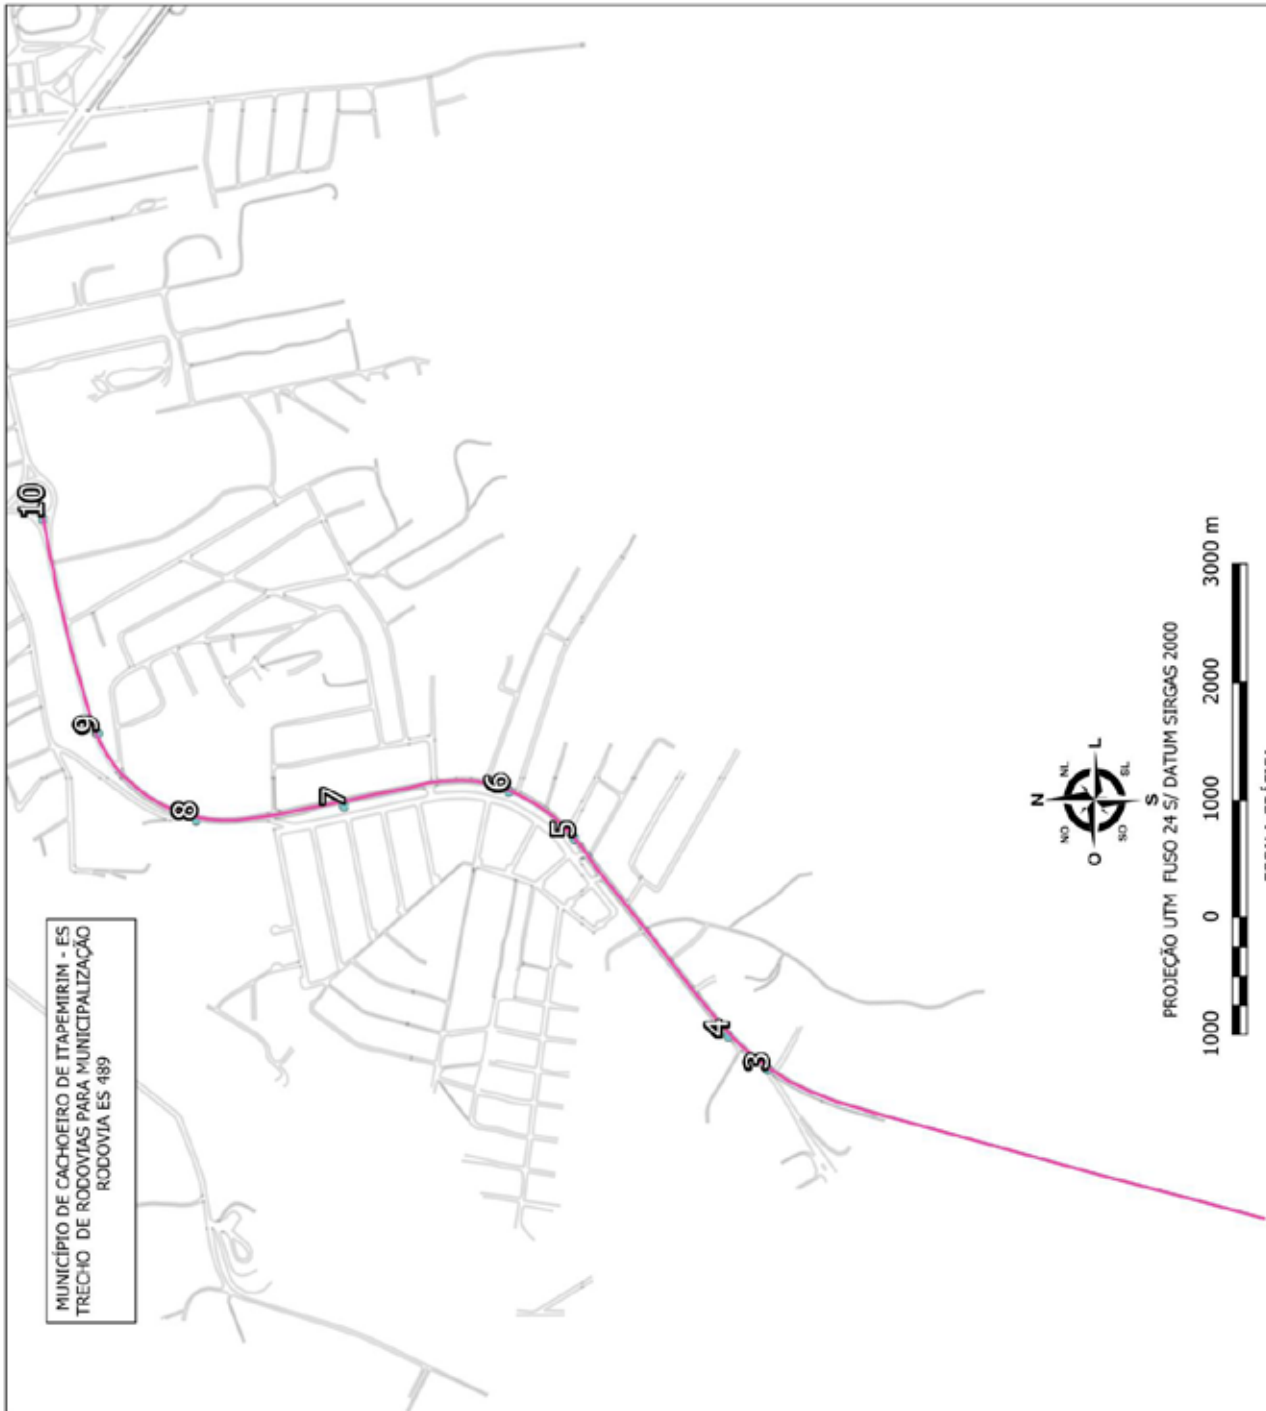 MUNICÍPIO DE CACHOEIRO DE ITAPEMIRIM - ES
TRECHO DE RODOVIAS PARA MUNICIPALIZAÇÃO
RODOVIA ES 489
10
9
8
7
6
5
4
3
N
NO
NL
O
L
SO
SL
S
PROJEÇÃO UTM FUSO 24 S/ DATUM SIRGAS 2000
1000 0 1000 2000 3000 m